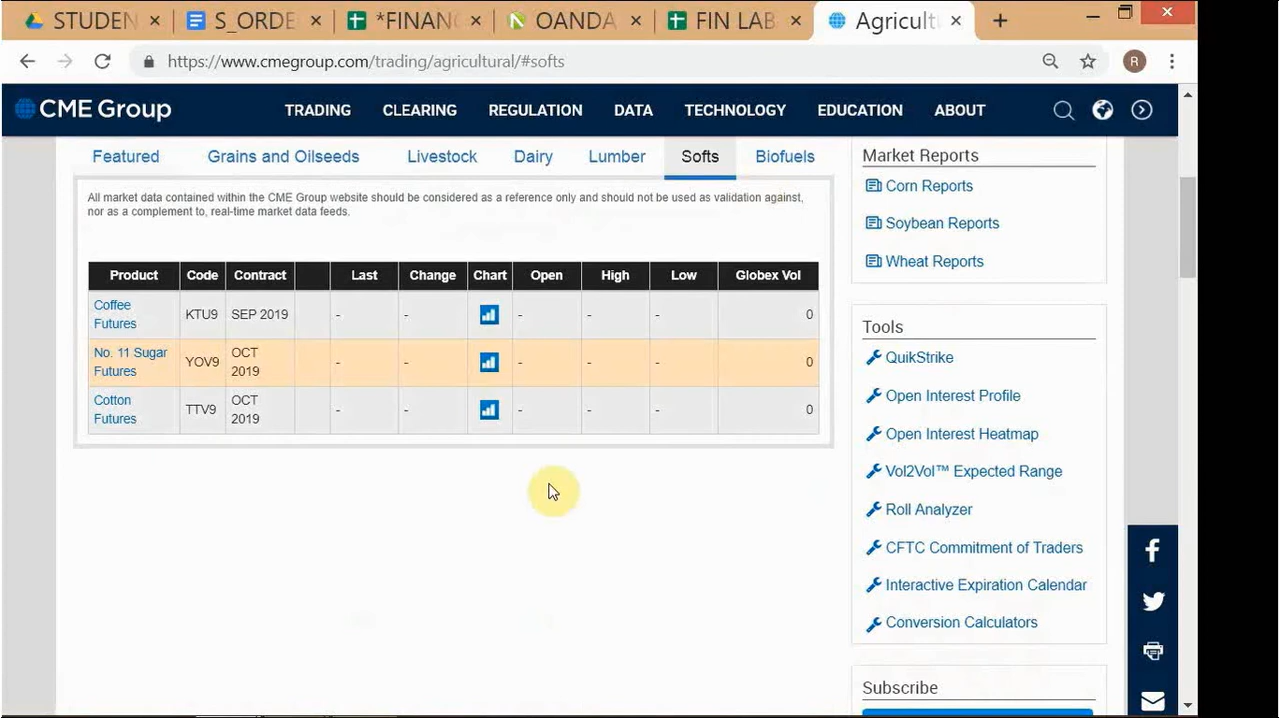 STUDEN
S_ORDE
*FINANC
OANDA
FIN LAB
Agricult
https://www.cmegroup.com/trading/agricultural/#softs
R
CME Group
TRADING CLEARING REGULATION DATA TECHNOLOGY EDUCATION ABOUT
Featured Grains and Oilseeds Livestock Dairy Lumber Softs Biofuels
All market data contained within the CME Group website should be considered as a reference only and should not be used as validation against,
nor as a complement to, real-time market data feeds.
Product Code Contract Last Change Chart Open High Low Globex Vol
Coffee
Futures
KTU9 SEP 2019 - - - - - 0
No. 11 Sugar
Futures
YOV9
OCT
2019
- - - - - 0
Cotton
Futures
TTV9
OCT
2019
- - - - - 0
Market Reports
Corn Reports
Soybean Reports
Wheat Reports
Tools
QuikStrike
Open Interest Profile
Open Interest Heatmap
Vol2Vol™ Expected Range
Roll Analyzer
CFTC Commitment of Traders
Interactive Expiration Calendar
Conversion Calculators
Subscribe